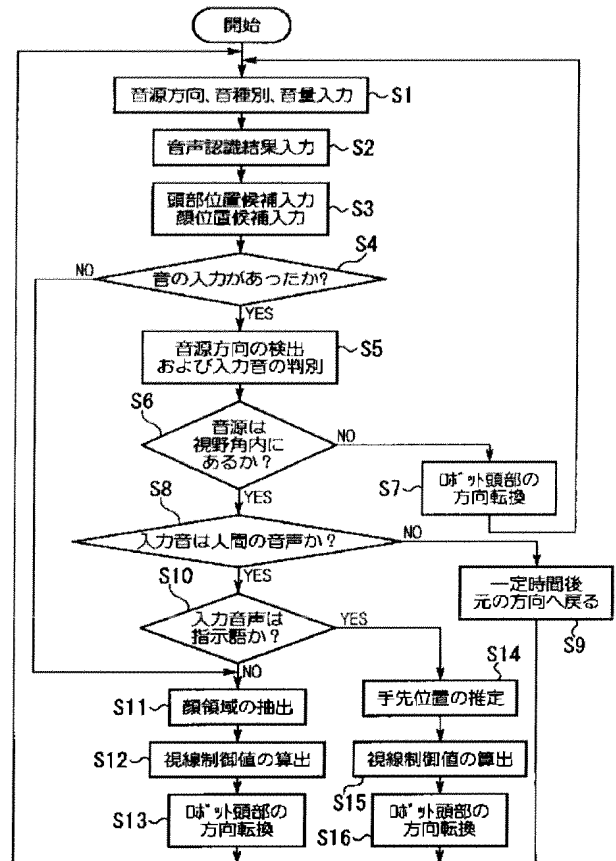 開始
音源方向、音種別、音量入力
S1
音声認識結果入力
S2
頭部位置候補入力
顔位置候補入力
S3
S4
NO
音の入力があったか?
YES
音源方向の検出
および入力音の判別
S5
S6
音源は
視野角内に
あるか?
NO
YES
S7
ロボット頭部の
方向転換
S8
入力音は人間の音声か?
NO
YES
一定時間後
元の方向へ戻る
S9
S10
入力音声は
指示語か?
YES
NO
S11
顔領域の抽出
S14
手先位置の推定
S12
視線制御値の算出
視線制御値の算出
S15
S13
ロボット頭部の
方向転換
ロボット頭部の
方向転換
S16